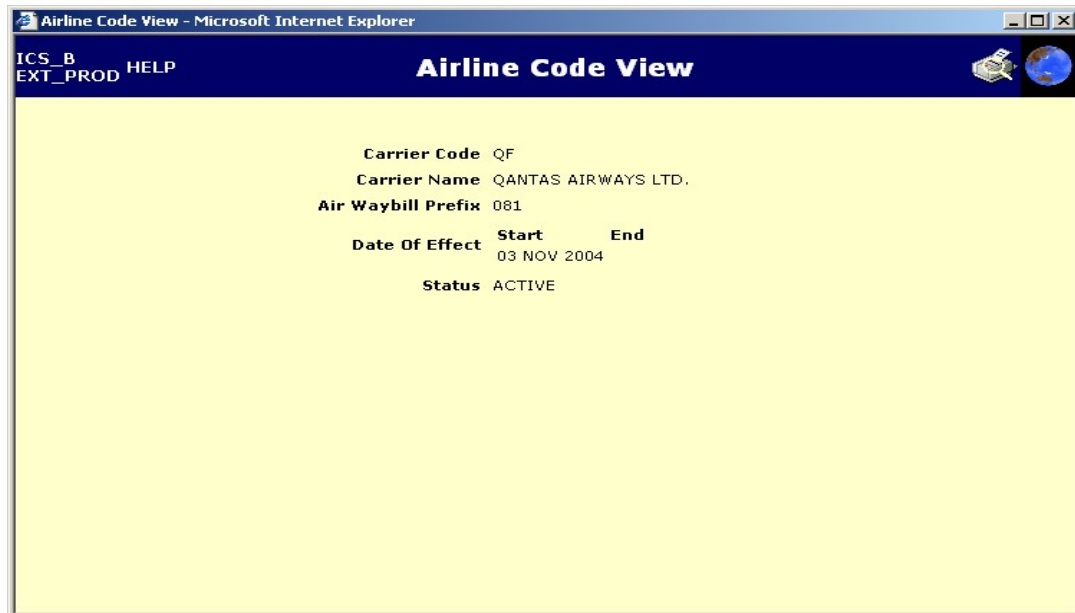 Airline Code View - Microsoft Internet Explorer
ICS_B
EXT_PROD HELP
Airline Code View
Carrier Code QF
Carrier Name QANTAS AIRWAYS LTD.
Air Waybill Prefix 081
Date Of Effect Start End
03 NOV 2004
Status ACTIVE